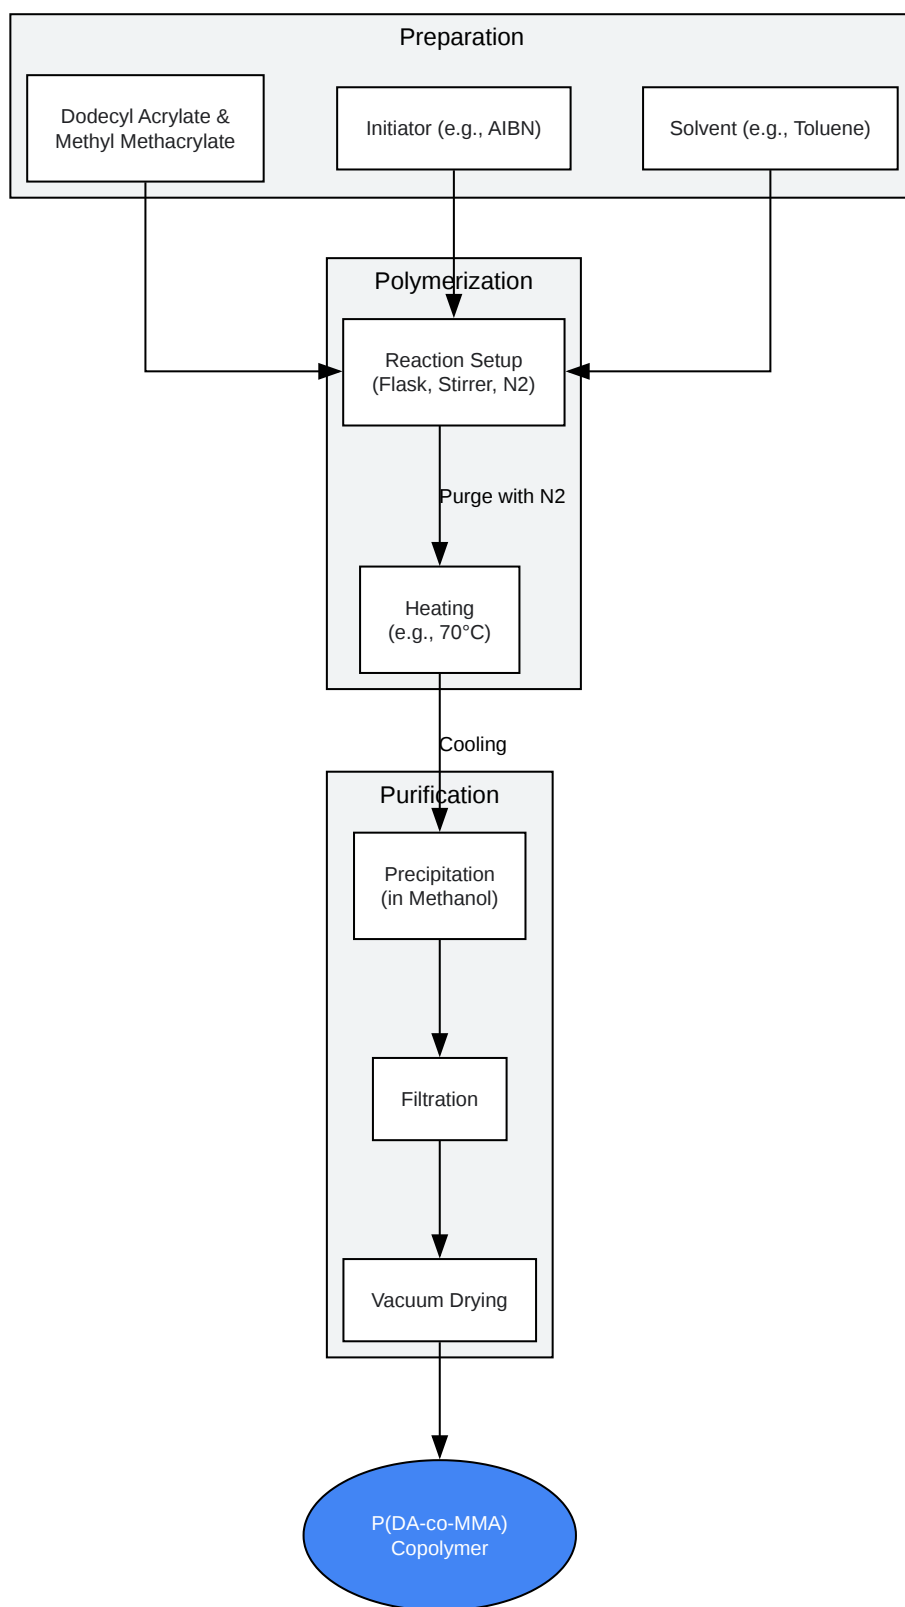 Preparation
Dodecyl Acrylate &
Methyl Methacrylate
Initiator (e.g., AIBN)
Solvent (e.g., Toluene)
Polymerization
Reaction Setup
(Flask, Stirrer, N2)
Purge with N2
Heating
(e.g., 70°C)
Cooling
Purification
Precipitation
(in Methanol)
Filtration
Vacuum Drying
P(DA-co-MMA)
Copolymer